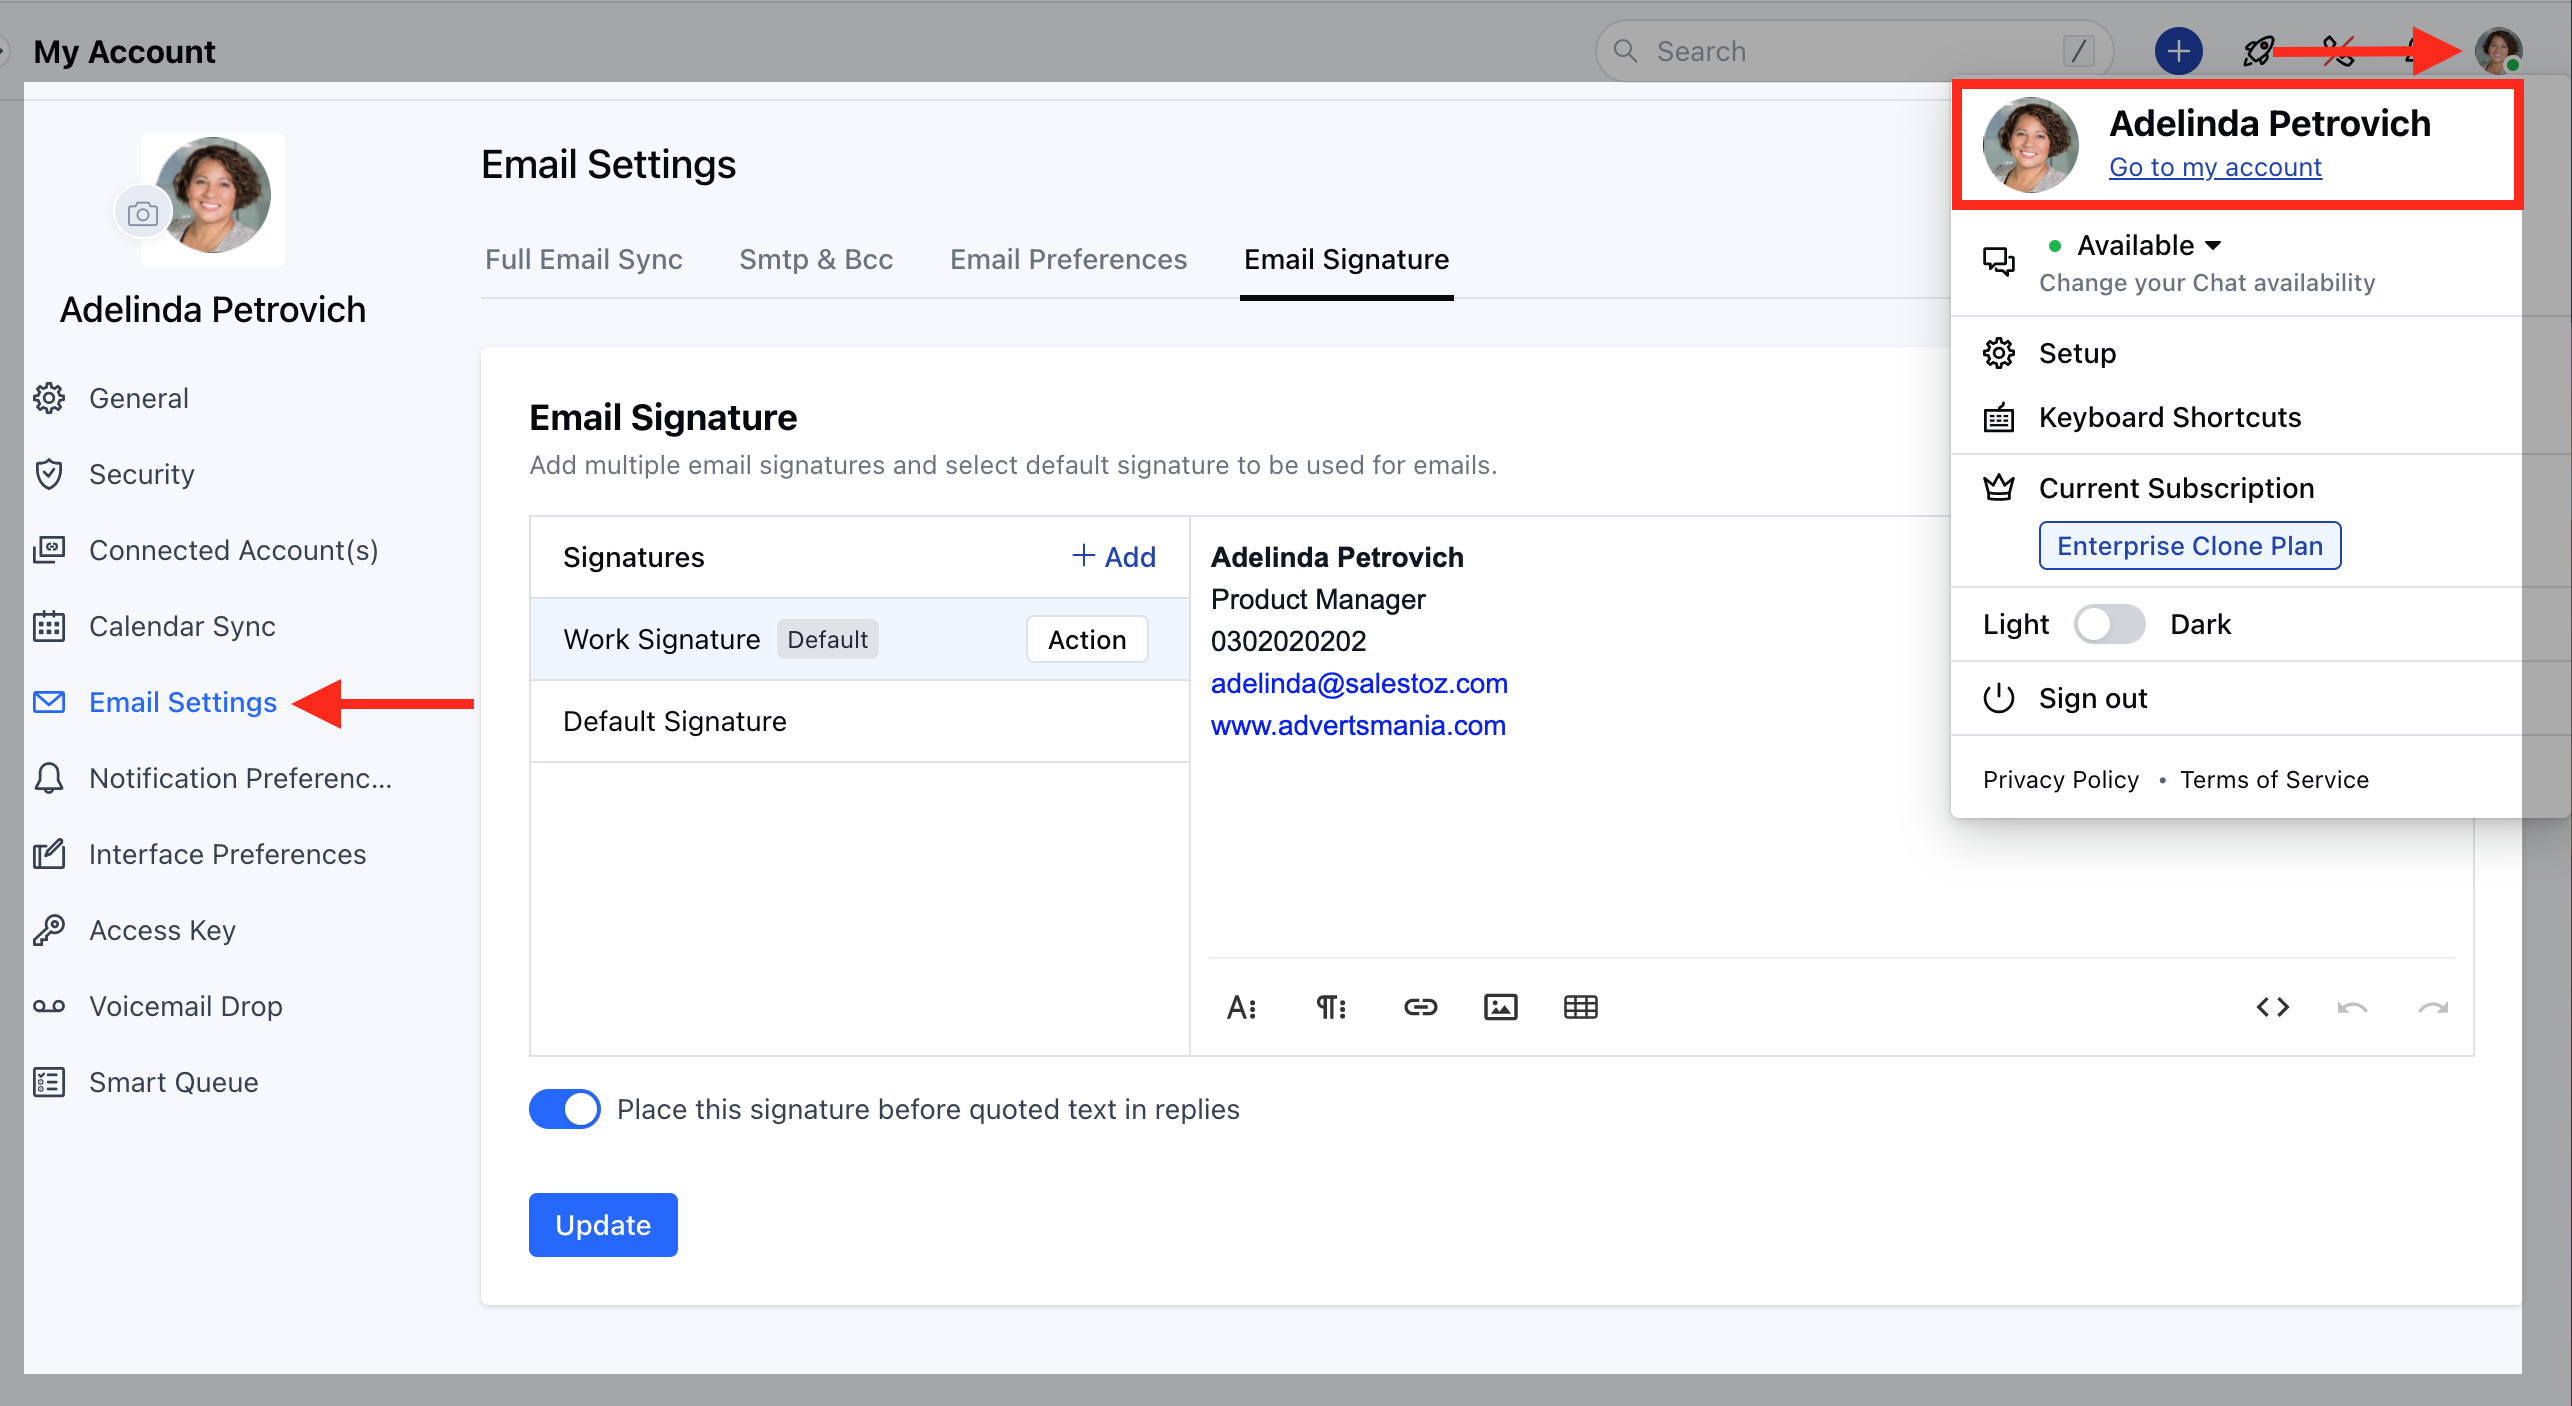 My Account
Search
/
Adelinda Petrovich
Go to my account
Available
Change your Chat availability
Setup
Keyboard Shortcuts
Current Subscription
Enterprise Clone Plan
Light
Dark
Sign out
Privacy Policy • Terms of Service
Adelinda Petrovich
General
Security
Connected Account(s)
Calendar Sync
Email Settings
Notification Preferenc...
Interface Preferences
Access Key
Voicemail Drop
Smart Queue
Email Settings
Full Email Sync
Smtp & Bcc
Email Preferences
Email Signature
Email Signature
Add multiple email signatures and select default signature to be used for emails.
Signatures
+ Add
Work Signature
Default
Action
Default Signature
Adelinda Petrovich
Product Manager
0302020202
adelinda@salestoz.com
www.advertsmania.com
Place this signature before quoted text in replies
Update